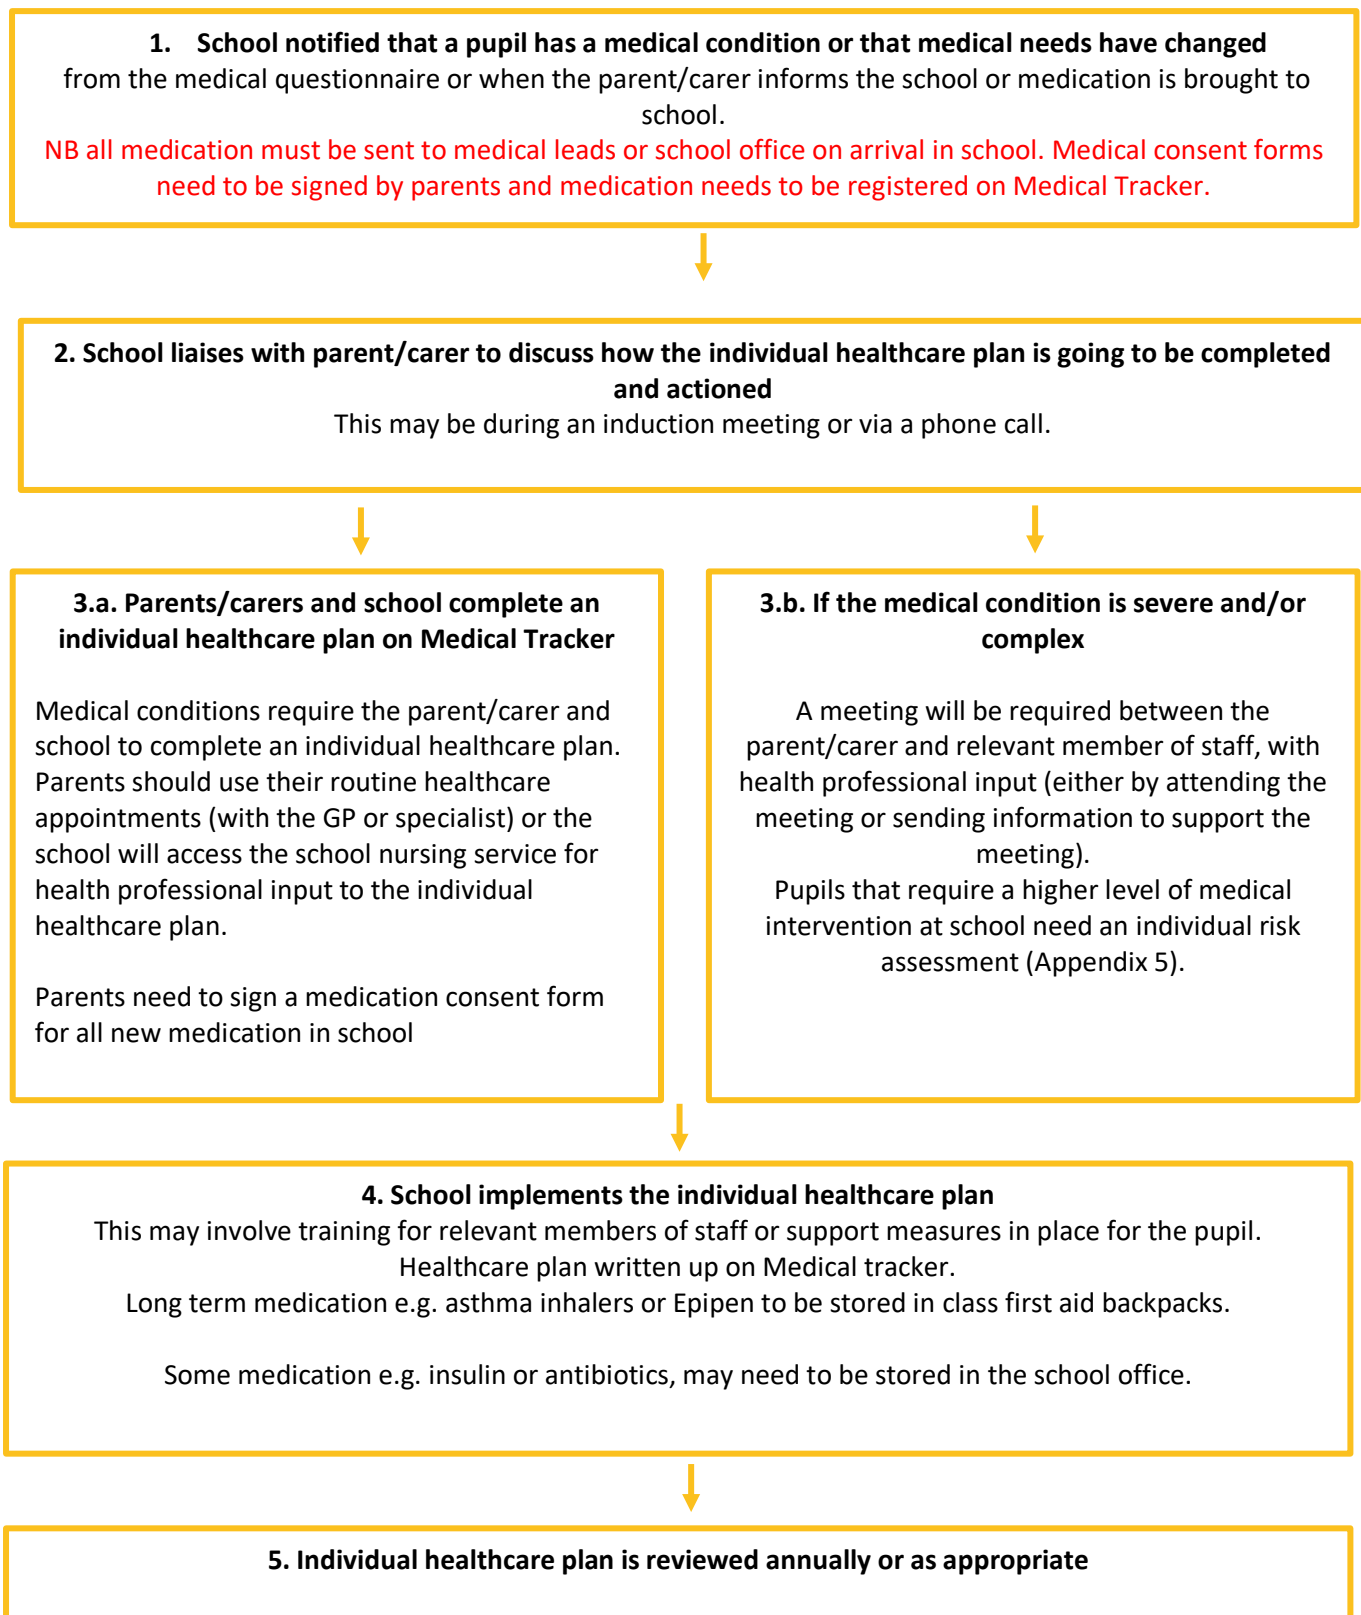 1. School notified that a pupil has a medical condition or that medical needs have changed
from the medical questionnaire or when the parent/carer informs the school or medication is brought to
school.
NB all medication must be sent to medical leads or school office on arrival in school. Medical consent forms
need to be signed by parents and medication needs to be registered on Medical Tracker.
2. School liaises with parent/carer to discuss how the individual healthcare plan is going to be completed
and actioned
This may be during an induction meeting or via a phone call.
3.a. Parents/carers and school complete an
individual healthcare plan on Medical Tracker
Medical conditions require the parent/carer and
school to complete an individual healthcare plan.
Parents should use their routine healthcare
appointments (with the GP or specialist) or the
school will access the school nursing service for
health professional input to the individual
healthcare plan.
Parents need to sign a medication consent form
for all new medication in school
3.b. If the medical condition is severe and/or
complex
A meeting will be required between the
parent/carer and relevant member of staff, with
health professional input (either by attending the
meeting or sending information to support the
meeting).
Pupils that require a higher level of medical
intervention at school need an individual risk
assessment (Appendix 5).
4. School implements the individual healthcare plan
This may involve training for relevant members of staff or support measures in place for the pupil.
Healthcare plan written up on Medical tracker.
Long term medication e.g. asthma inhalers or Epipen to be stored in class first aid backpacks.
Some medication e.g. insulin or antibiotics, may need to be stored in the school office.
5. Individual healthcare plan is reviewed annually or as appropriate